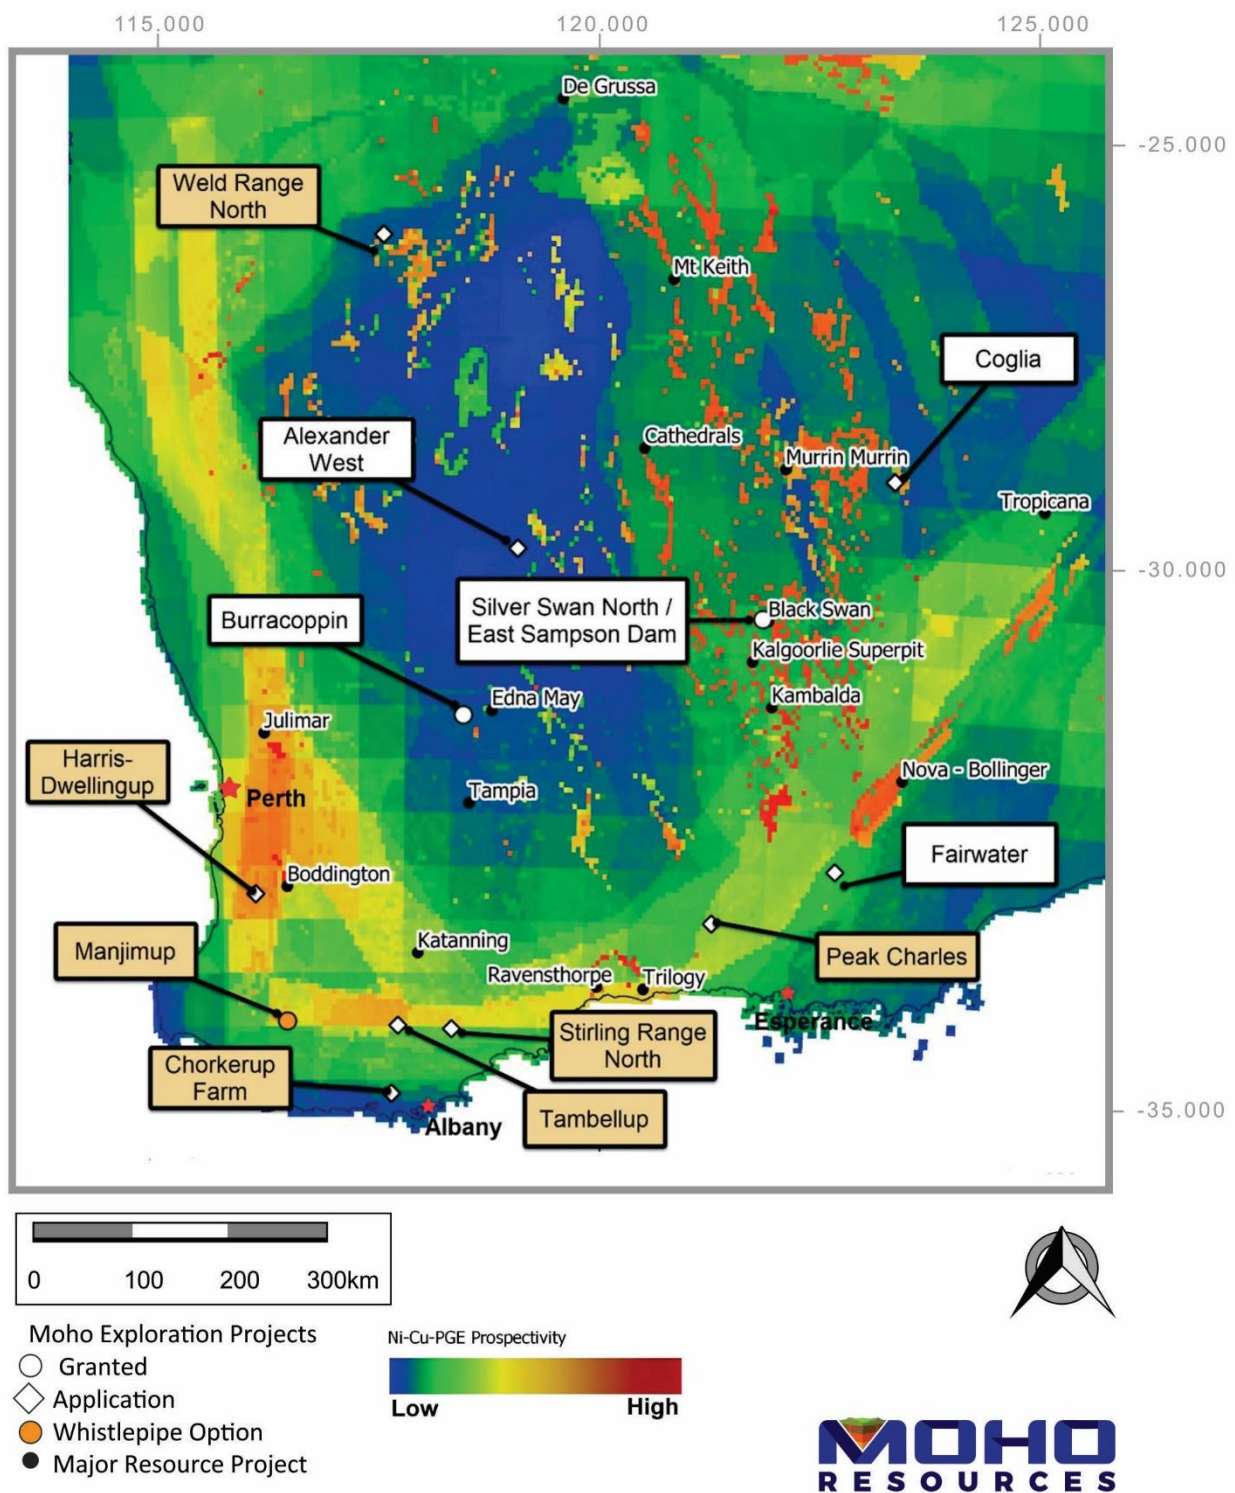 115.000
120.000
125.000
De Grussa
-25.000
Weld Range
North
Mt Keith
Coglia
Alexander
West
Cathedrals
Murrin Murrin
Tropicana
-30.000
Silver Swan North /
East Sampson Dam
Black Swan
Burracoppin
Kalgoorlie Superpit
Edna May
Kambalda
Julimar
Harris-
Dwellingup
Nova - Bollinger
Perth
Tampia
Fairwater
Boddington
Manjimup
Katanning
Peak Charles
Ravensthorpe
Trilogy
Esperance
Stirling Range
North
Chorkerup
Farm
Tambellup
Albany
-35.000
0 100 200 300km
Moho Exploration Projects
Granted
Application
Whistlepipe Option
Major Resource Project
Ni-Cu-PGE Prospectivity
Low High
MOHO
RESOURCES